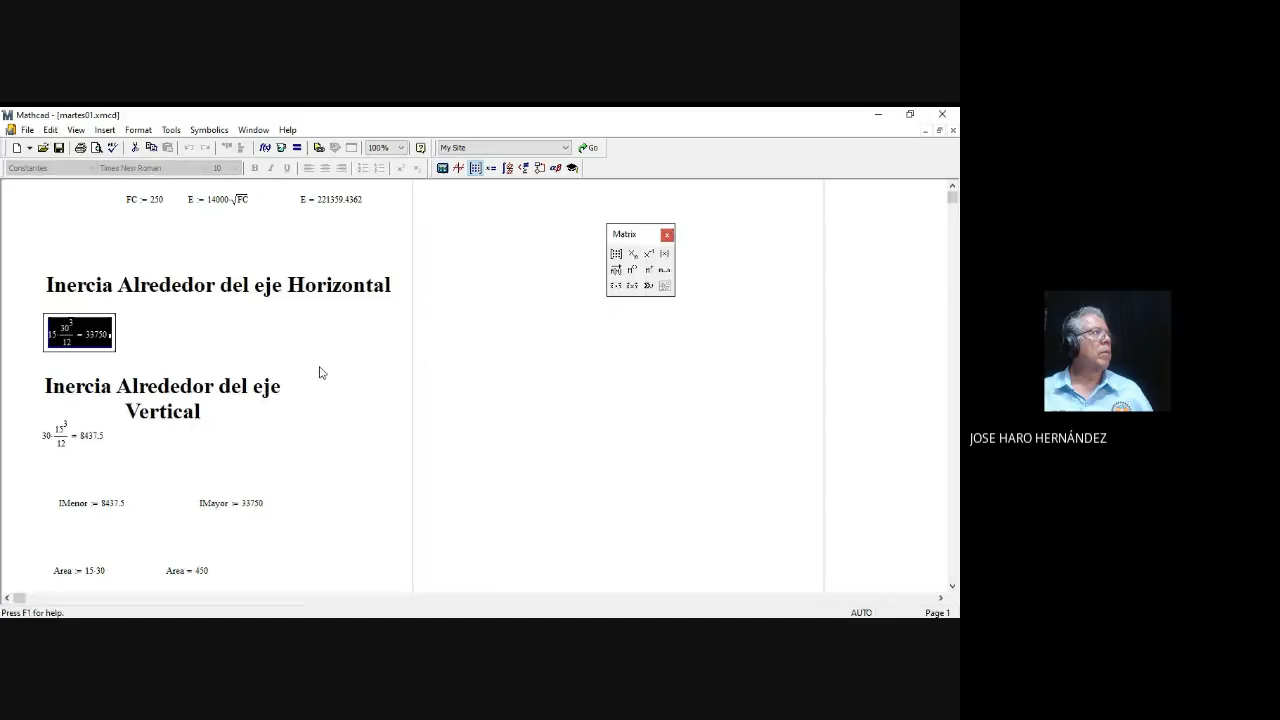 Mathcad - [martes01.xmcd]
File Edit View Insert Format Tools Symbolics Window Help
100% My Site Go
Constantes Times New Roman 10 B I U
FC := 250 E := 14000·√FC E = 221359.4362
Matrix
Inercia Alrededor del eje Horizontal
15·30³/12 = 33750
Inercia Alrededor del eje
Vertical
30·15³/12 = 8437.5
IMenor := 8437.5 IMayor := 33750
Area := 15·30 Area = 450
Press F1 for help. AUTO Page 1
JOSE HARO HERNÁNDEZ